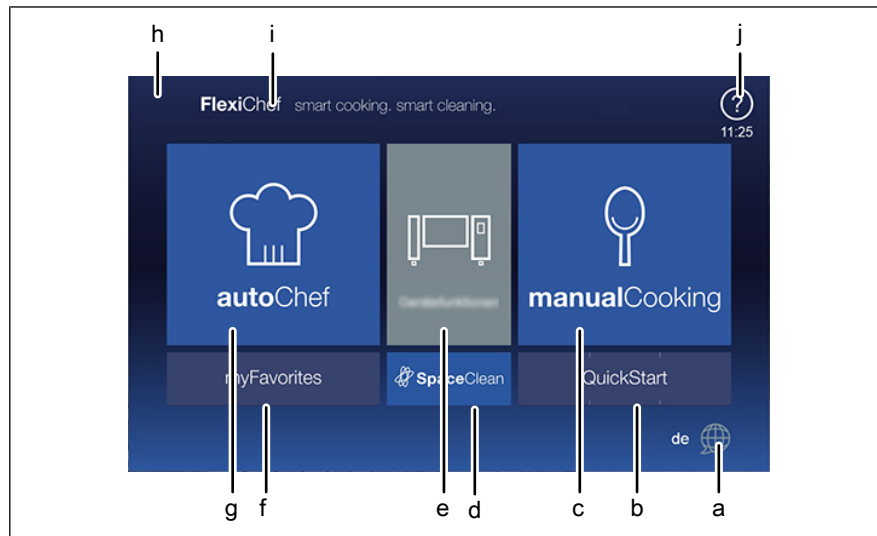 h i j
FlexiChef smart cooking. smart cleaning.
?
11:25
autoChef
manualCooking
myFavorites
SpaceClean
QuickStart
de
g f e d c b a